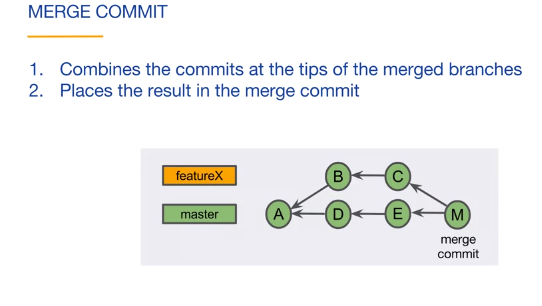 MERGE COMMIT
1. Combines the commits at the tips of the merged branches
2. Places the result in the merge commit
featureX
B
C
master
A
D
E
M
merge
commit